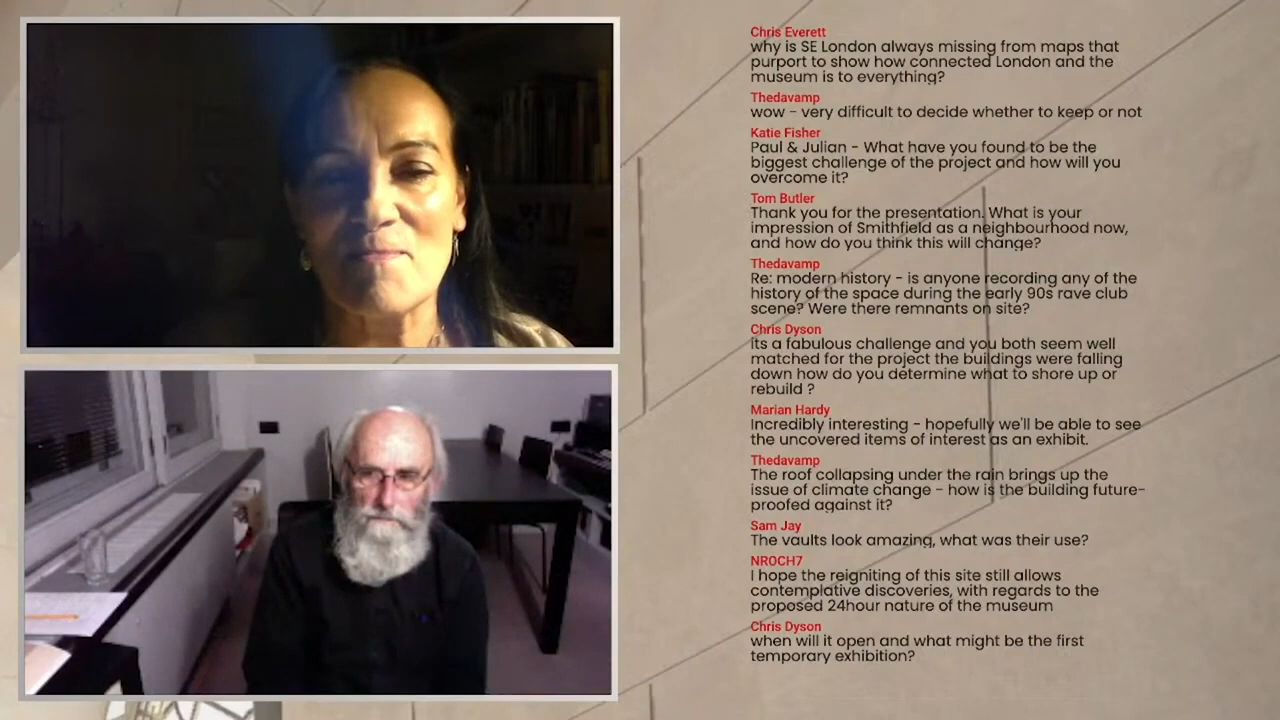 Chris Everett
why is SE London always missing from maps that
purport to show how connected London and the
museum is to everything?
Thedavamp
wow - very difficult to decide whether to keep or not
Katie Fisher
Paul & Julian - What have you found to be the
biggest challenge of the project and how will you
overcome it?
Tom Butler
Thank you for the presentation. What is your
impression of Smithfield as a neighbourhood now,
and how do you think this will change?
Thedavamp
Re: modern history - is anyone recording any of the
history of the space during the early 90s rave club
scene? Were there remnants on site?
Chris Dyson
its a fabulous challenge and you both seem well
matched for the project the buildings were falling
down how do you determine what to shore up or
rebuild ?
Marian Hardy
Incredibly interesting - hopefully we'll be able to see
the uncovered items of interest as an exhibit.
Thedavamp
The roof collapsing under the rain brings up the
issue of climate change - how is the building future-
proofed against it?
Sam Jay
The vaults look amazing, what was their use?
NROCH7
I hope the reigniting of this site still allows
contemplative discoveries, with regards to the
proposed 24hour nature of the museum
Chris Dyson
when will it open and what might be the first
temporary exhibition?